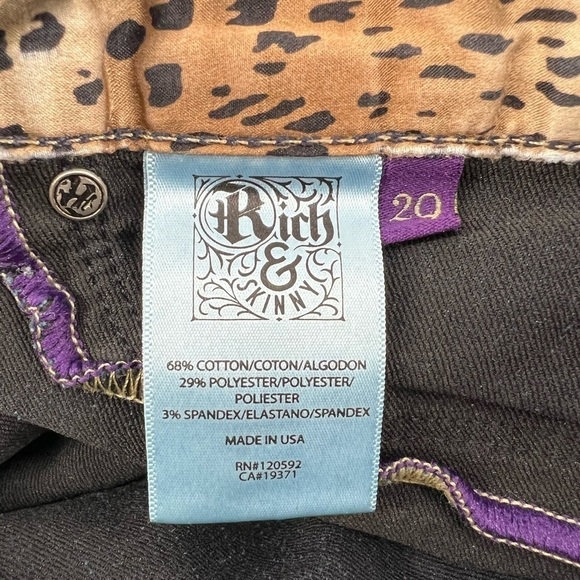 Rich
&
SKINNY
20
68% COTTON/COTON/ALGODON
29% POLYESTER/POLYESTER/
POLIESTER
3% SPANDEX/ELASTANO/SPANDEX
MADE IN USA
RN#120592
CA#19371